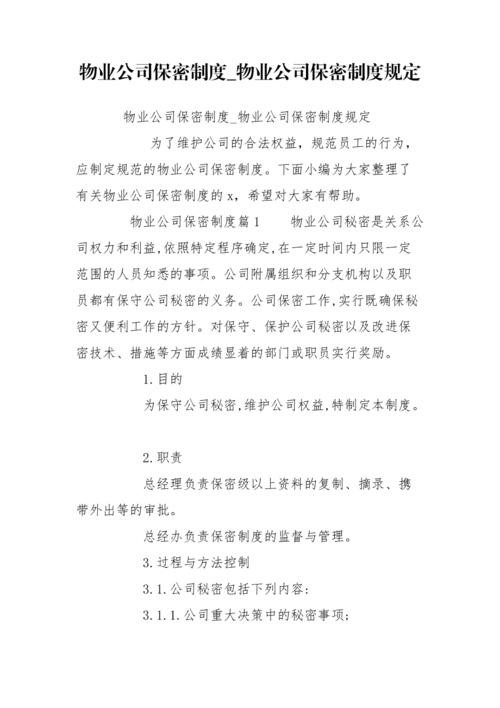 物业公司保密制度_物业公司保密制度规定
物业公司保密制度_物业公司保密制度规定
为了维护公司的合法权益，规范员工的行为，
应制定规范的物业公司保密制度。下面小编为大家整理了
有关物业公司保密制度的x，希望对大家有帮助。
物业公司保密制度篇1 物业公司秘密是关系公
司权力和利益,依照特定程序确定,在一定时间内只限一定
范围的人员知悉的事项。公司附属组织和分支机构以及职
员都有保守公司秘密的义务。公司保密工作,实行既确保秘
密又便利工作的方针。对保守、保护公司秘密以及改进保
密技术、措施等方面成绩显着的部门或职员实行奖励。
1.目的
为保守公司秘密,维护公司权益,特制定本制度。
2.职责
总经理负责保密级以上资料的复制、摘录、携
带外出等的审批。
总经办负责保密制度的监督与管理。
3.过程与方法控制
3.1.公司秘密包括下列内容:
3.1.1.公司重大决策中的秘密事项;